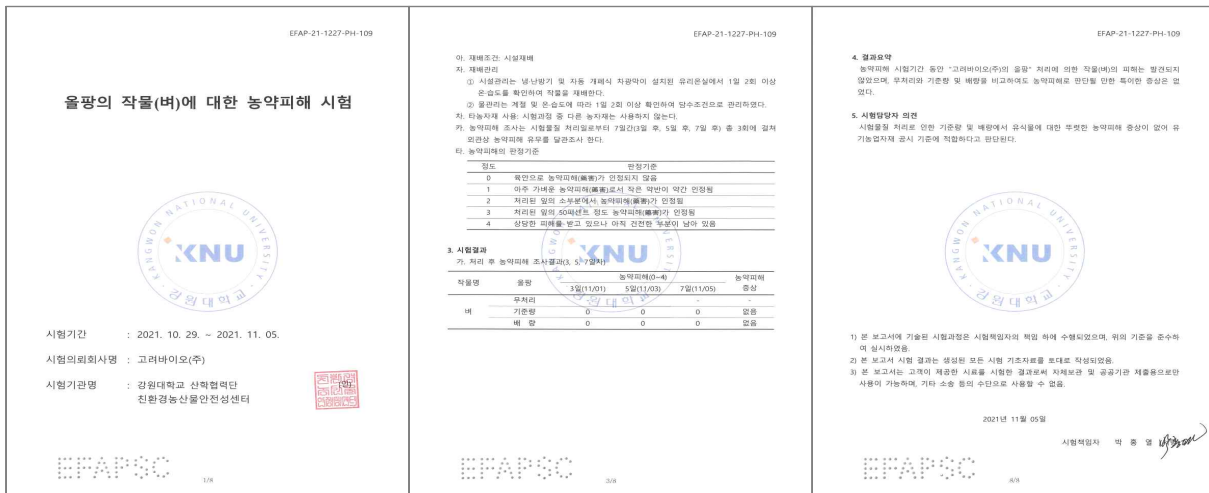 EFAP-21-1227-PH-109
올팡의 작물(벼)에 대한 농약피해 시험
KANGWON NATIONAL UNIVERSITY
KNU
강원대학교
시험기간 : 2021. 10. 29. ~ 2021. 11. 05.
시험의뢰회사명 : 고려바이오(주)
시험기관명 : 강원대학교 산학협력단
친환경농산물안전성센터
(인)
EFAPSC
1/8
EFAP-21-1227-PH-109
아. 재배조건: 시설재배
자. 재배관리
① 시설관리는 냉·난방기 및 자동 개폐식 차광막이 설치된 유리온실에서 1일 2회 이상
온·습도를 확인하여 작물을 재배한다.
② 물관리는 계절 및 온·습도에 따라 1일 2회 이상 확인하여 담수조건으로 관리하였다.
차. 타농자재 사용: 시험과정 중 다른 농자재는 사용하지 않는다.
카. 농약피해 조사는 시험물질 처리일로부터 7일간(3일 후, 5일 후, 7일 후) 총 3회에 걸쳐
외관상 농약피해 유무를 달관조사 한다.
타. 농약피해의 판정기준
정도 판정기준
0 육안으로 농약피해(藥害)가 인정되지 않음
1 아주 가벼운 농약피해(藥害)로서 작은 약반이 약간 인정됨
2 처리된 잎의 소부분에서 농약피해(藥害)가 인정됨
3 처리된 잎의 50퍼센트 정도 농약피해(藥害)가 인정됨
4 상당한 피해를 받고 있으나 아직 건전한 부분이 남아 있음
KANGWON NATIONAL UNIVERSITY
KNU
강원대학교
3. 시험결과
가. 처리 후 농약피해 조사결과(3, 5, 7일차)
작물명 올팡 농약피해(0~4) 농약피해 증상
3일(11/01) 5일(11/03) 7일(11/05)
벼 무처리 - - - -
기준량 0 0 0 없음
배 량 0 0 0 없음
EFAPSC
3/8
EFAP-21-1227-PH-109
4. 결과요약
농약피해 시험기간 동안 "고려바이오(주)의 올팡" 처리에 의한 작물(벼)의 피해는 발견되지
않았으며, 무처리와 기준량 및 배량을 비교하여도 농약피해로 판단될 만한 특이한 증상은 없
었다.
5. 시험담당자 의견
시험물질 처리로 인한 기준량 및 배량에서 유식물에 대한 뚜렷한 농약피해 증상이 없어 유
기농업자재 공시 기준에 적합하다고 판단된다.
KANGWON NATIONAL UNIVERSITY
KNU
강원대학교
1) 본 보고서에 기술된 시험과정은 시험책임자의 책임 하에 수행되었으며, 위의 기준을 준수하
여 실시하였음.
2) 본 보고서 시험 결과는 생성된 모든 시험 기초자료를 토대로 작성되었음.
3) 본 보고서는 고객이 제공한 시료를 시험한 결과로써 자체보관 및 공공기관 제출용으로만
사용이 가능하며, 기타 소송 등의 수단으로 사용할 수 없음.
2021년 11월 05일
시험책임자 박 종 열
EFAPSC
8/8